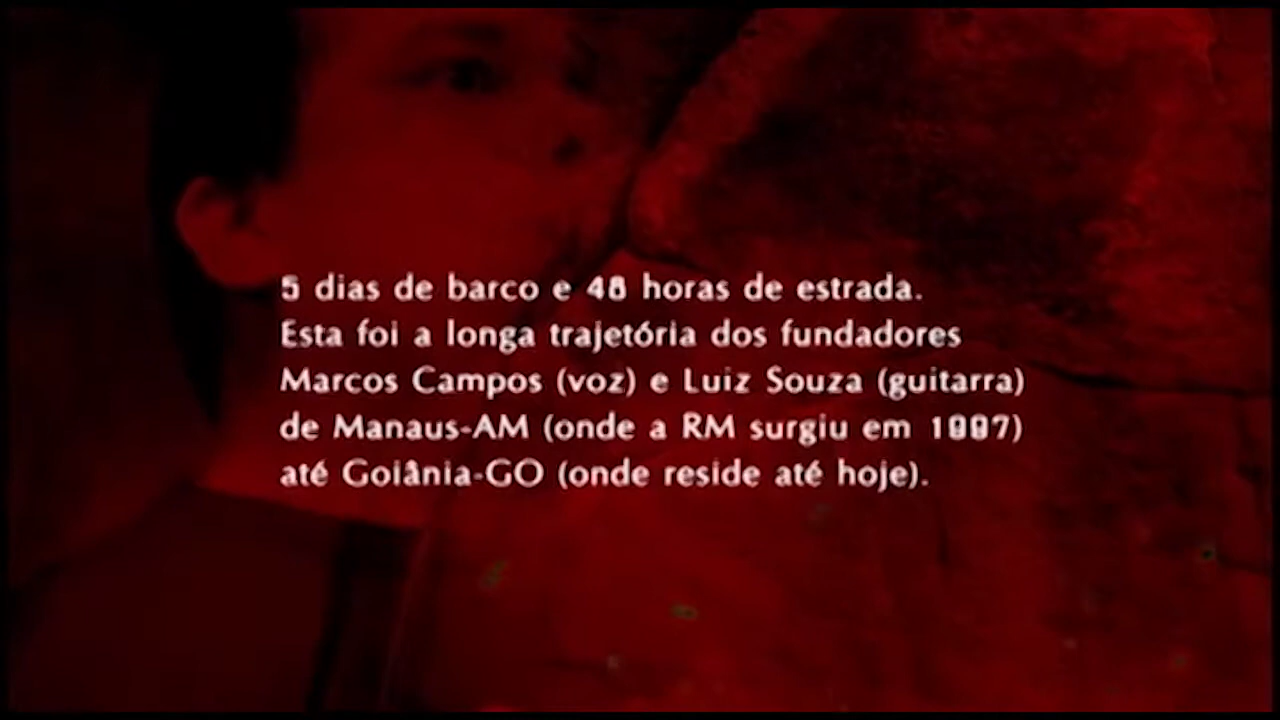 5 dias de barco e 48 horas de estrada.
Esta foi a longa trajetória dos fundadores
Marcos Campos (voz) e Luiz Souza (guitarra)
de Manaus-AM (onde a RM surgiu em 1997)
até Goiânia-GO (onde reside até hoje).